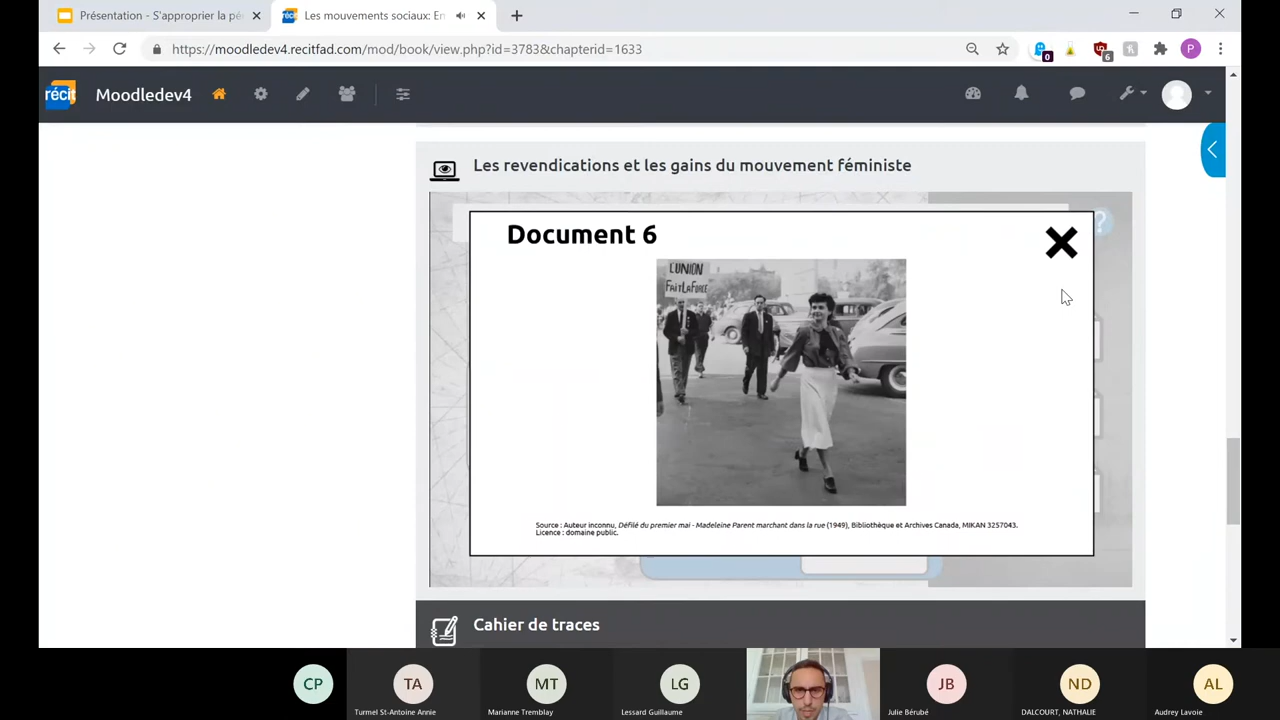 Présentation - S'approprier la pé
Les mouvements sociaux: En
https://moodledev4.recitfad.com/mod/book/view.php?id=3783&chapterid=1633
0
6
P
récit
Moodledev4
Les revendications et les gains du mouvement féministe
?
Document 6
L'UNION
FAIT LA FORCE
Source : Auteur inconnu, Défilé du premier mai - Madeleine Parent marchant dans la rue (1949), Bibliothèque et Archives Canada, MIKAN 3257043.
Licence : domaine public.
Cahier de traces
CP
TA
MT
LG
JB
ND
AL
Turmel St-Antoine Annie
Marianne Tremblay
Lessard Guillaume
Julie Bérubé
DALCOURT, NATHALIE
Audrey Lavoie